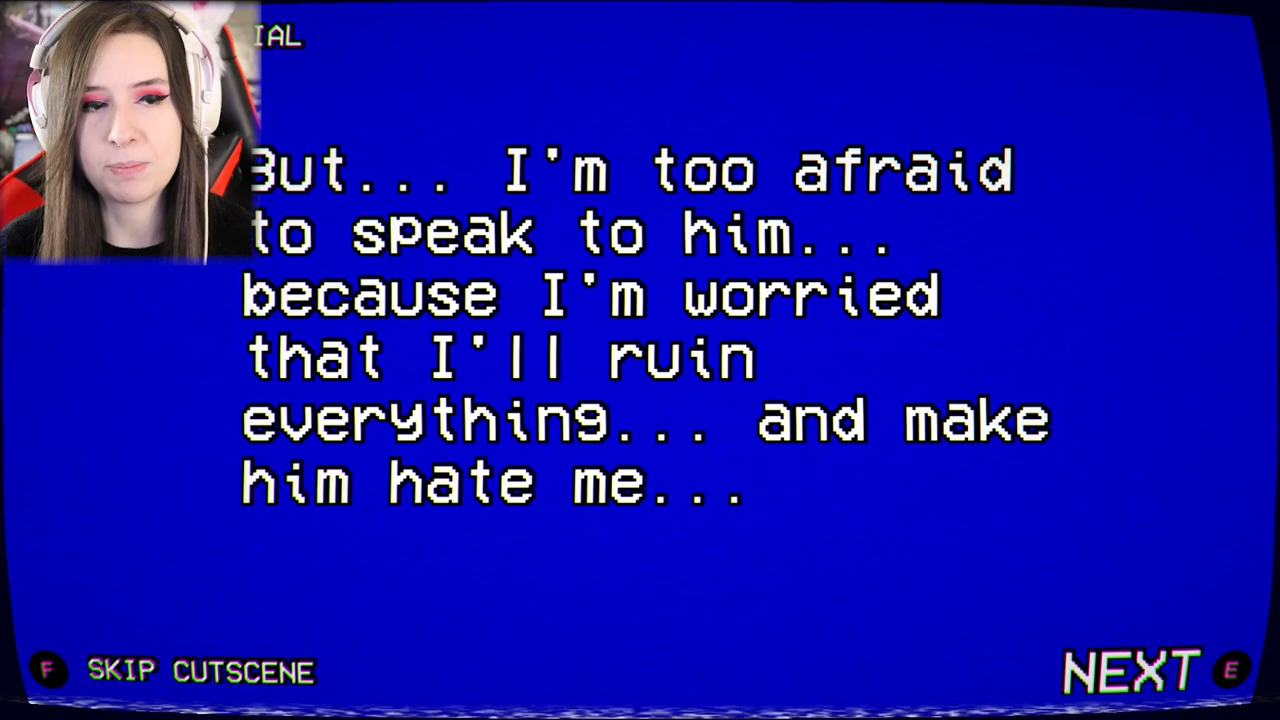 IAL
But... I'm too afraid
to speak to him...
because I'm worried
that I'll ruin
everything... and make
him hate me...
F SKIP CUTSCENE
NEXT E